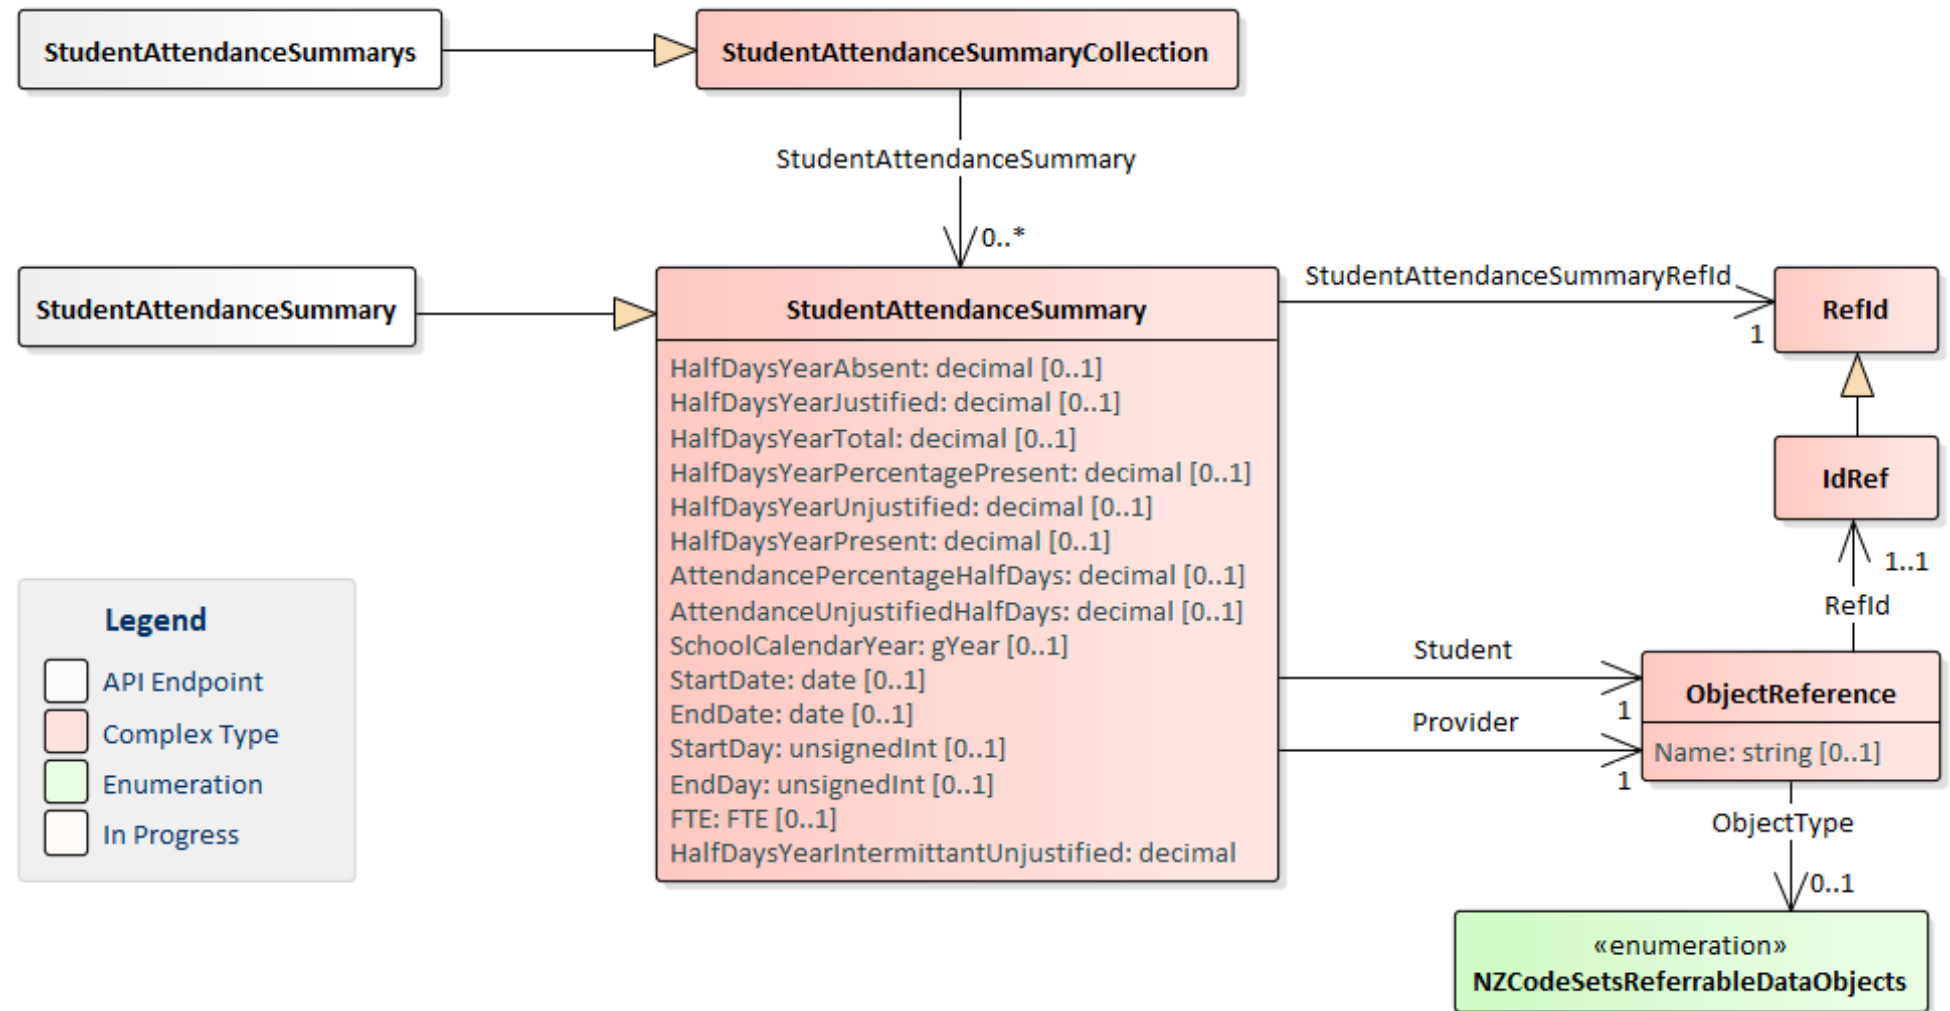 StudentAttendanceSummarys
StudentAttendanceSummaryCollection
StudentAttendanceSummary
0..*
StudentAttendanceSummary
StudentAttendanceSummary
HalfDaysYearAbsent: decimal [0..1]
HalfDaysYearJustified: decimal [0..1]
HalfDaysYearTotal: decimal [0..1]
HalfDaysYearPercentagePresent: decimal [0..1]
HalfDaysYearUnjustified: decimal [0..1]
HalfDaysYearPresent: decimal [0..1]
AttendancePercentageHalfDays: decimal [0..1]
AttendanceUnjustifiedHalfDays: decimal [0..1]
SchoolCalendarYear: gYear [0..1]
StartDate: date [0..1]
EndDate: date [0..1]
StartDay: unsignedInt [0..1]
EndDay: unsignedInt [0..1]
FTE: FTE [0..1]
HalfDaysYearIntermittantUnjustified: decimal
StudentAttendanceSummaryRefId
1
RefId
IdRef
1..1
RefId
Student
1
Provider
1
ObjectReference
Name: string [0..1]
ObjectType
0..1
«enumeration»
NZCodeSetsReferrableDataObjects
Legend
API Endpoint
Complex Type
Enumeration
In Progress